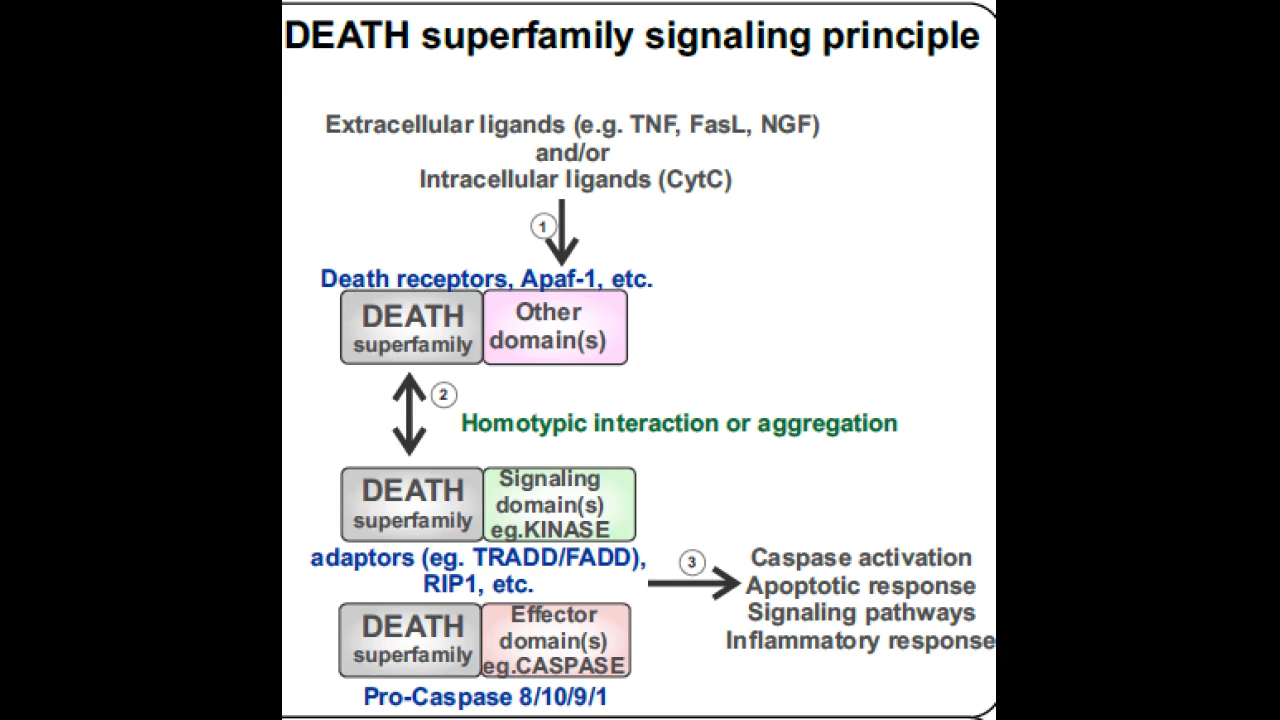 DEATH superfamily signaling principle
Extracellular ligands (e.g. TNF, FasL, NGF)
and/or
Intracellular ligands (CytC)
1
Death receptors, Apaf-1, etc.
DEATH
superfamily
Other
domain(s)
2
Homotypic interaction or aggregation
DEATH
superfamily
Signaling
domain(s)
eg.KINASE
adaptors (eg. TRADD/FADD),
RIP1, etc.
3
Caspase activation
Apoptotic response
Signaling pathways
Inflammatory response
DEATH
superfamily
Effector
domain(s)
eg.CASPASE
Pro-Caspase 8/10/9/1